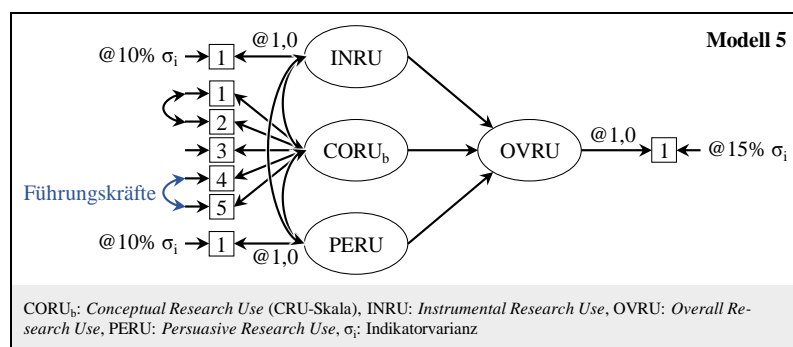 Modell 5
@10% σi
1
@1,0
INRU
1
2
3
4
5
CORUb
OVRU
@1,0
1
@15% σi
Führungskräfte
@10% σi
1
@1,0
PERU
CORUb: Conceptual Research Use (CRU-Skala), INRU: Instrumental Research Use, OVRU: Overall Re-
search Use, PERU: Persuasive Research Use, σi: Indikatorvarianz